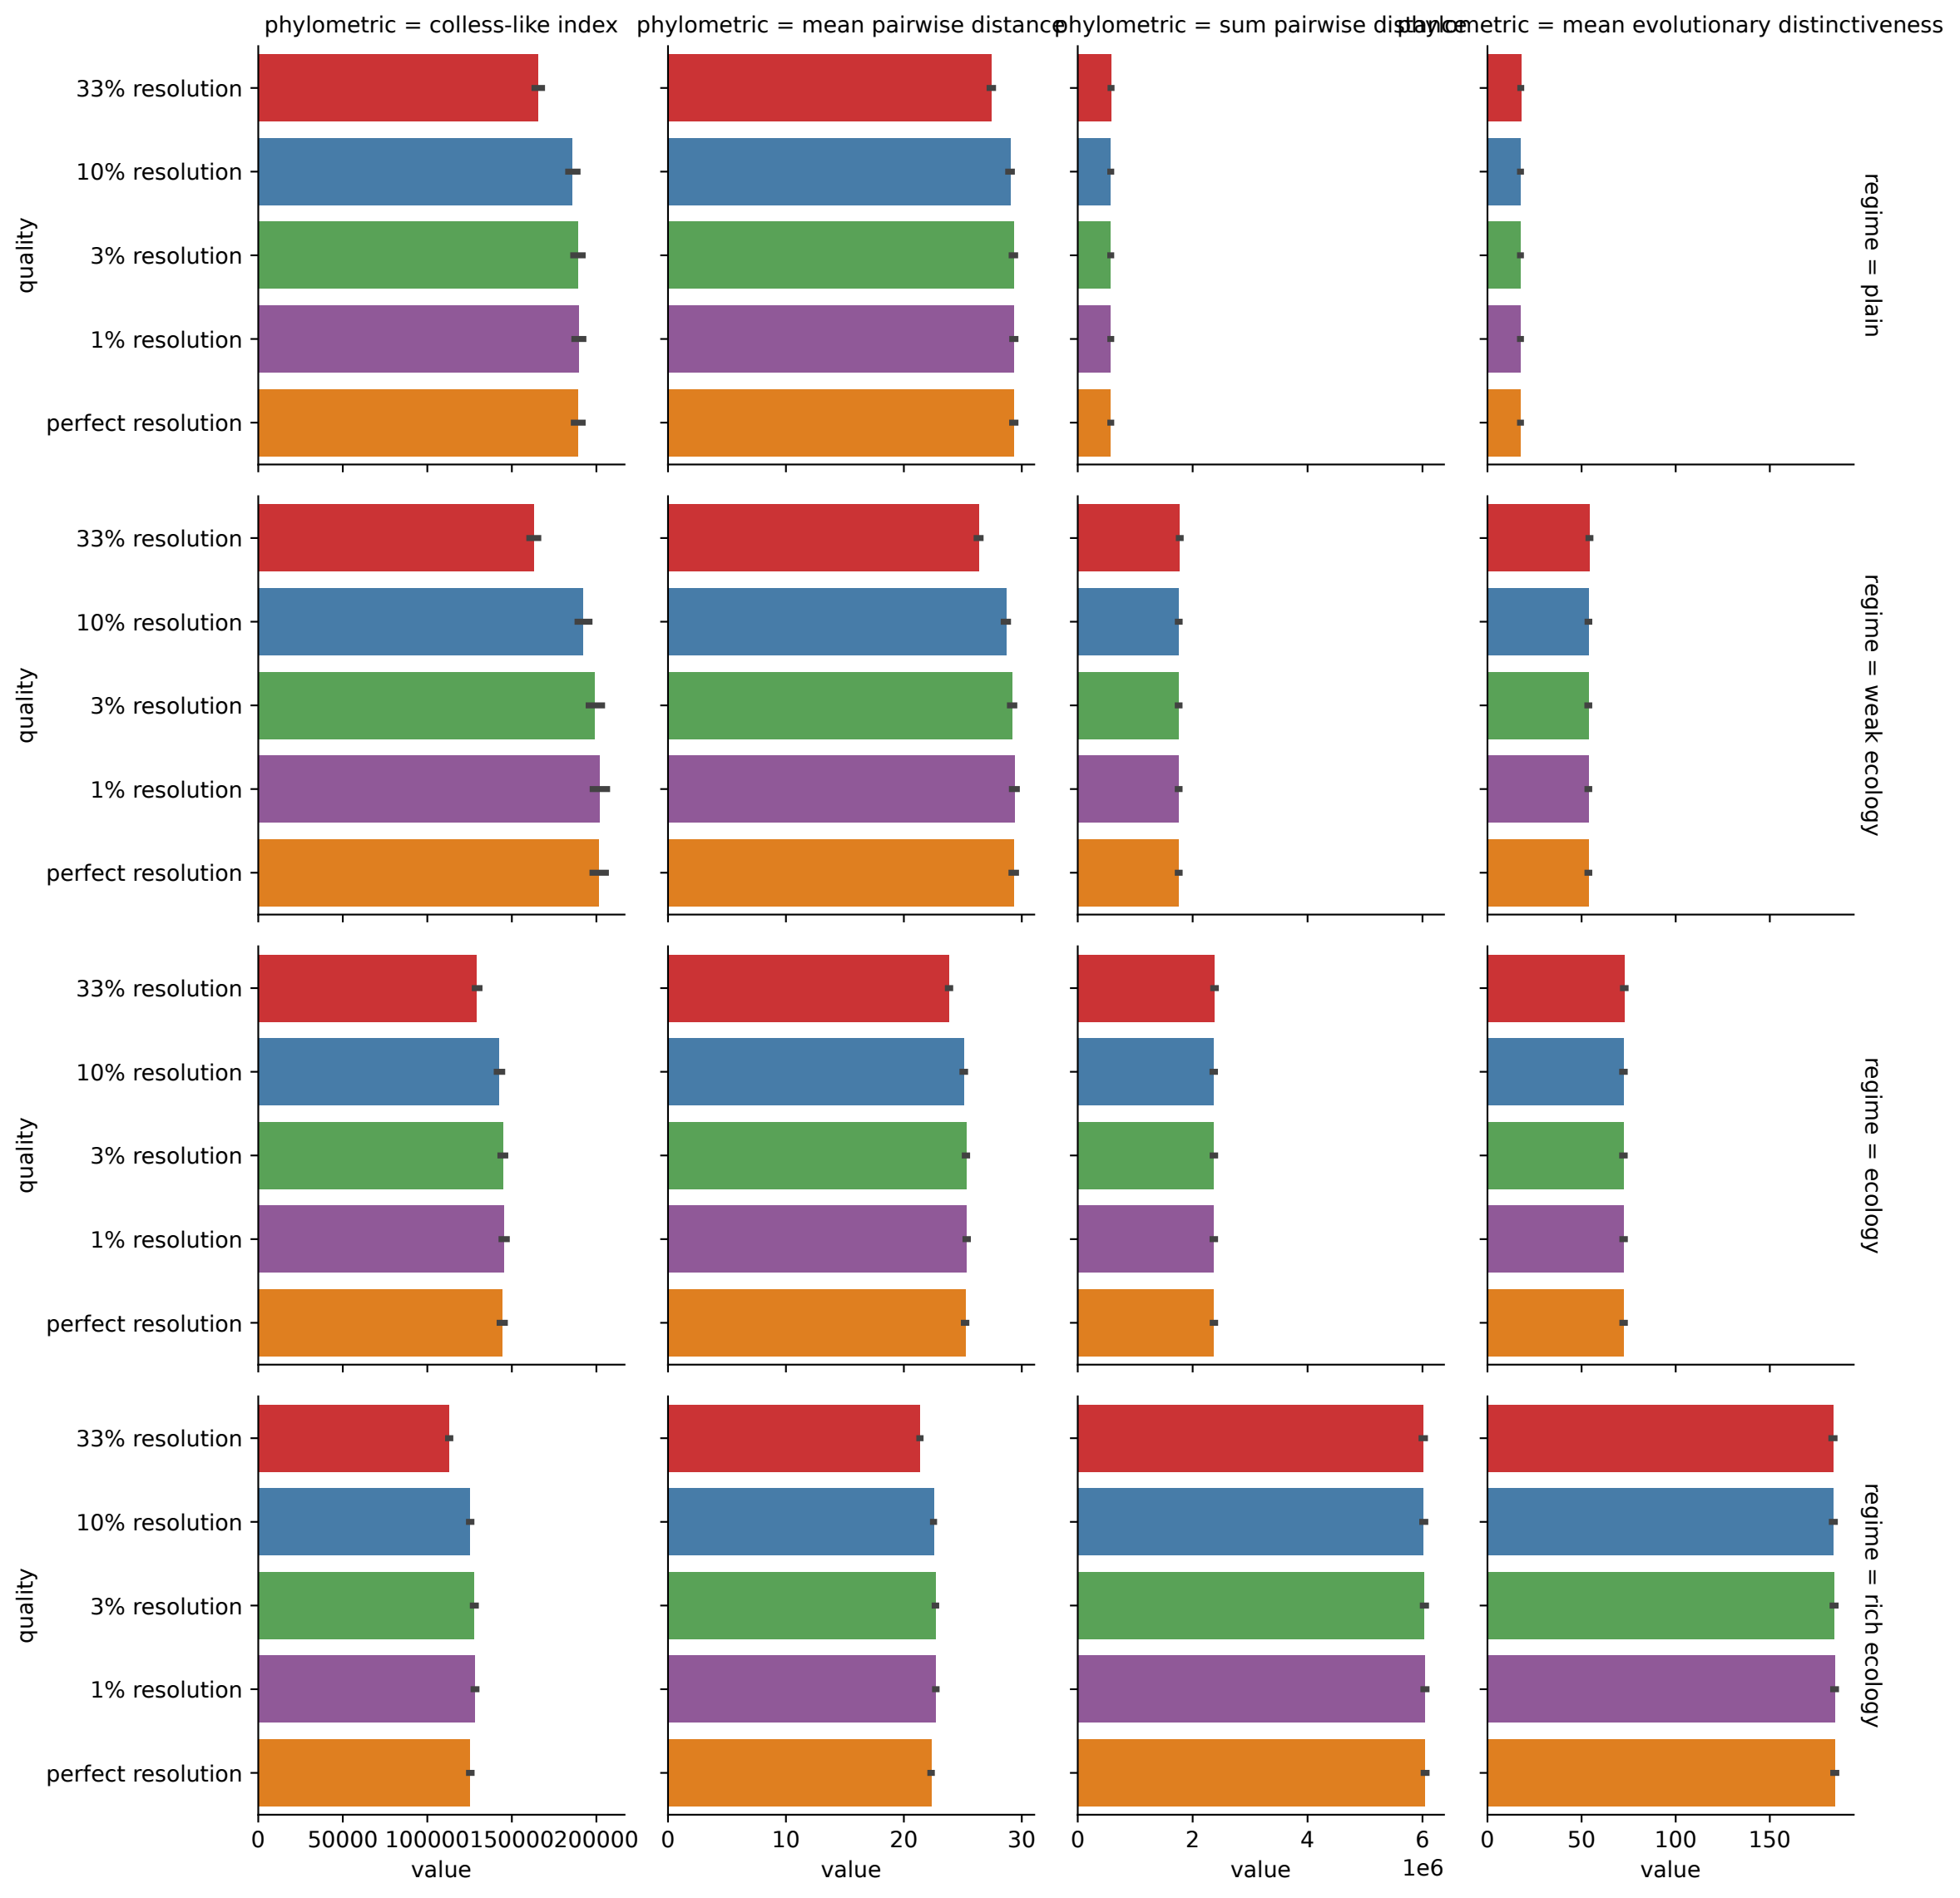 phylometric = colless-like index
phylometric = mean pairwise distance
phylometric = sum pairwise distance
phylometric = mean evolutionary distinctiveness
quality
33% resolution
10% resolution
3% resolution
1% resolution
perfect resolution
regime = plain
quality
33% resolution
10% resolution
3% resolution
1% resolution
perfect resolution
regime = weak ecology
quality
33% resolution
10% resolution
3% resolution
1% resolution
perfect resolution
regime = ecology
quality
33% resolution
10% resolution
3% resolution
1% resolution
perfect resolution
regime = rich ecology
0 50000 100000 150000 200000
value
0 10 20 30
value
0 2 4 6
1e6
value
0 50 100 150
value